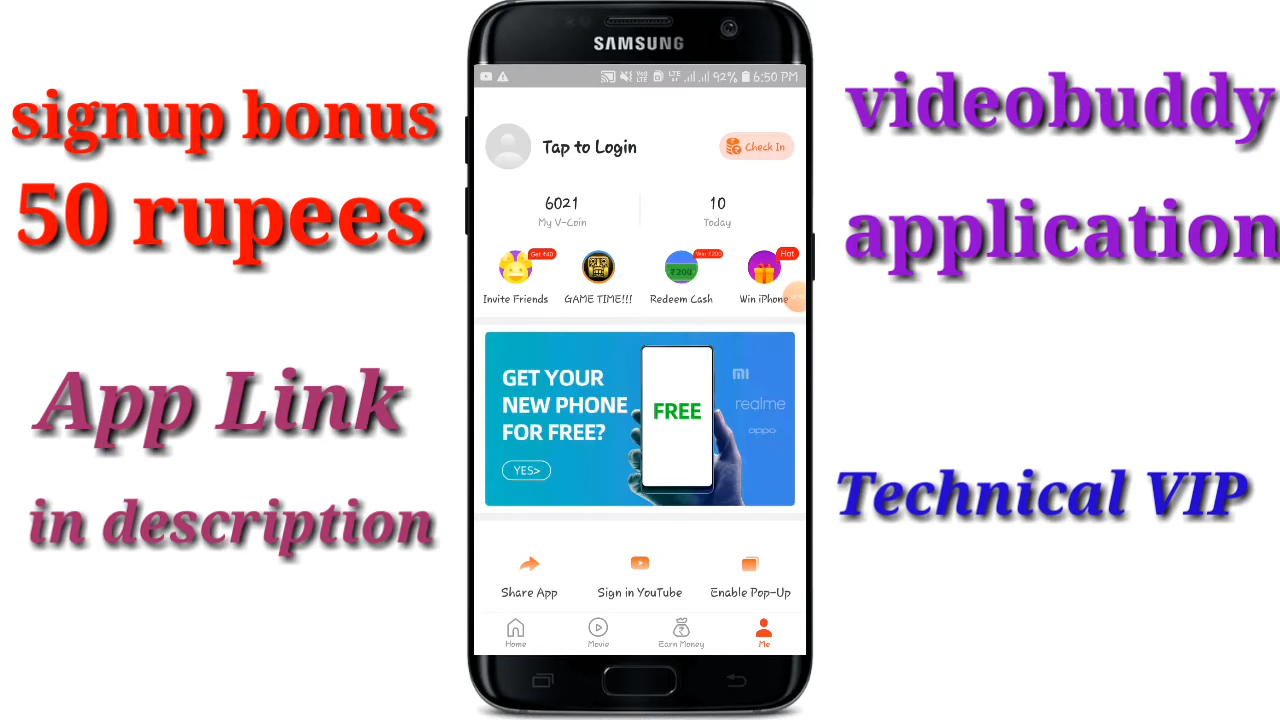 signup bonus
50 rupees
App Link
in description
SAMSUNG
92% 6:50 PM
Tap to Login
Check In
6021
My V-Coin
10
Today
Get ₹40
Win ₹200
Hot
₹200
Invite Friends
GAME TIME!!!
Redeem Cash
Win iPhone
GET YOUR
NEW PHONE
FOR FREE?
YES>
FREE
MI
realme
oppo
Share App
Sign in YouTube
Enable Pop-Up
Home
Movie
Earn Money
Me
videobuddy
application
Technical VIP